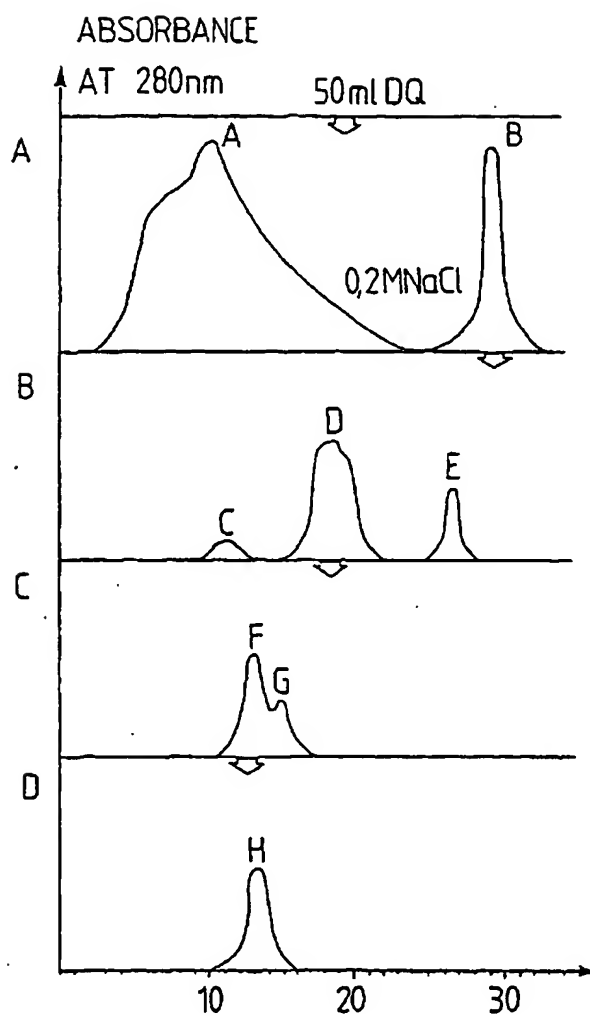 ABSORBANCE
AT 280nm
50ml DQ
A
A
B
0,2MNaCl
B
D
E
C
C
F
G
D
H
10 20 30